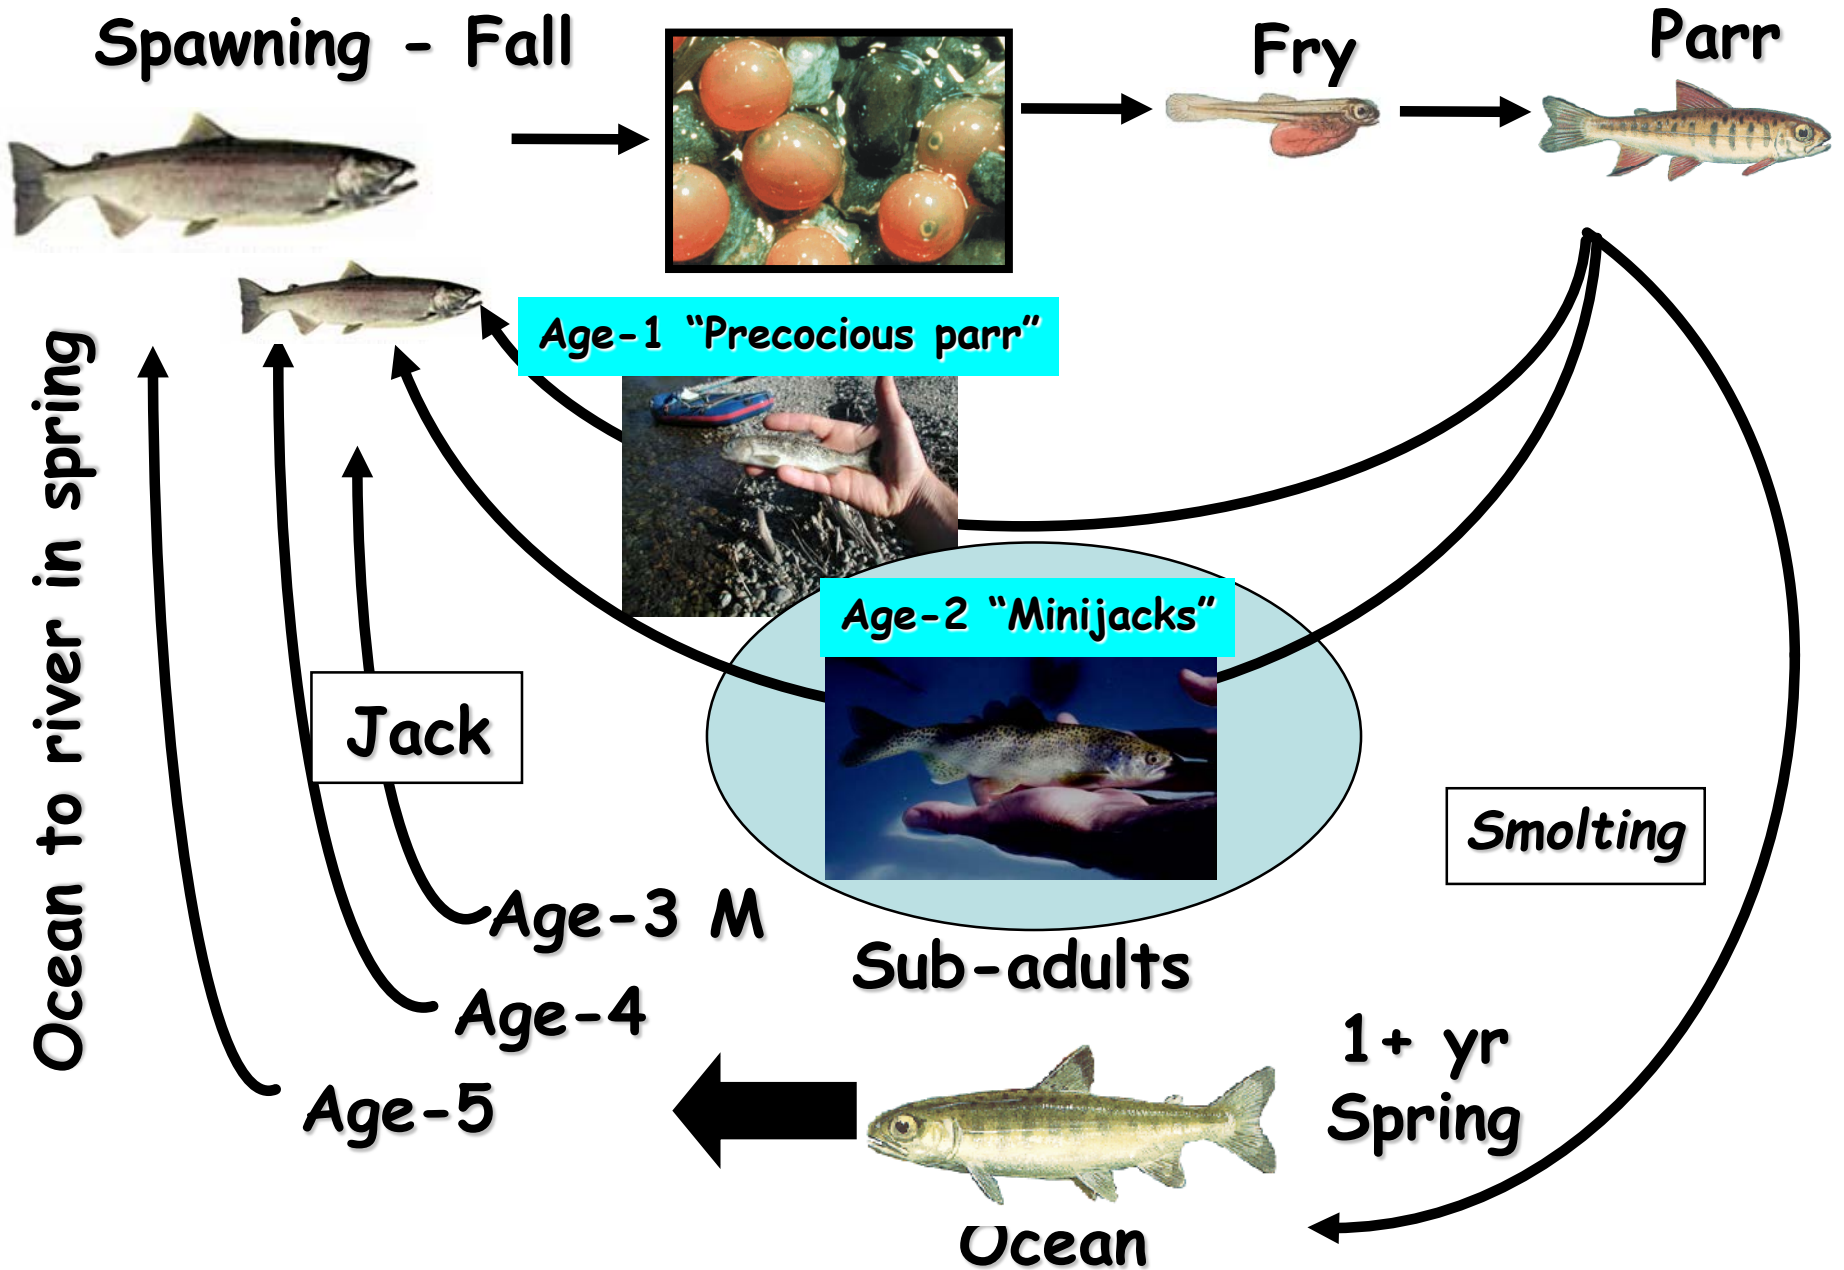 Spawning - Fall
Fry
Parr
Age-1 “Precocious parr”
Ocean to river in spring
Age-2 “Minijacks”
Jack
Smolting
Age-3 M
Sub-adults
Age-4
1+ yr
Spring
Age-5
Ocean